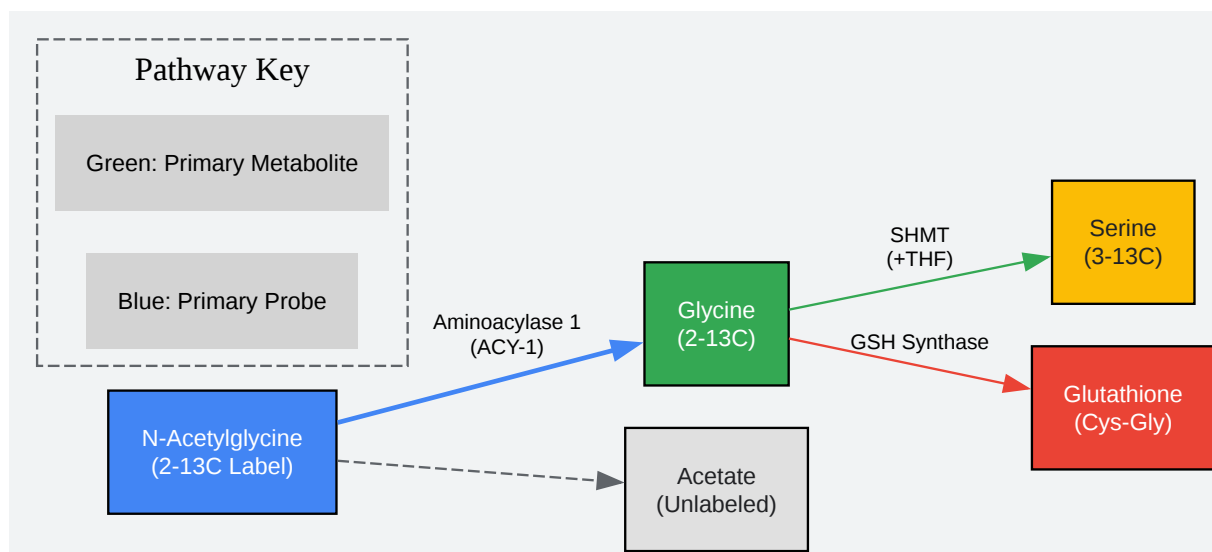 Pathway Key
Green: Primary Metabolite
Blue: Primary Probe
N-Acetylglycine
(2-13C Label)
Aminoacylase 1
(ACY-1)
Glycine
(2-13C)
Acetate
(Unlabeled)
SHMT
(+THF)
GSH Synthase
Serine
(3-13C)
Glutathione
(Cys-Gly)